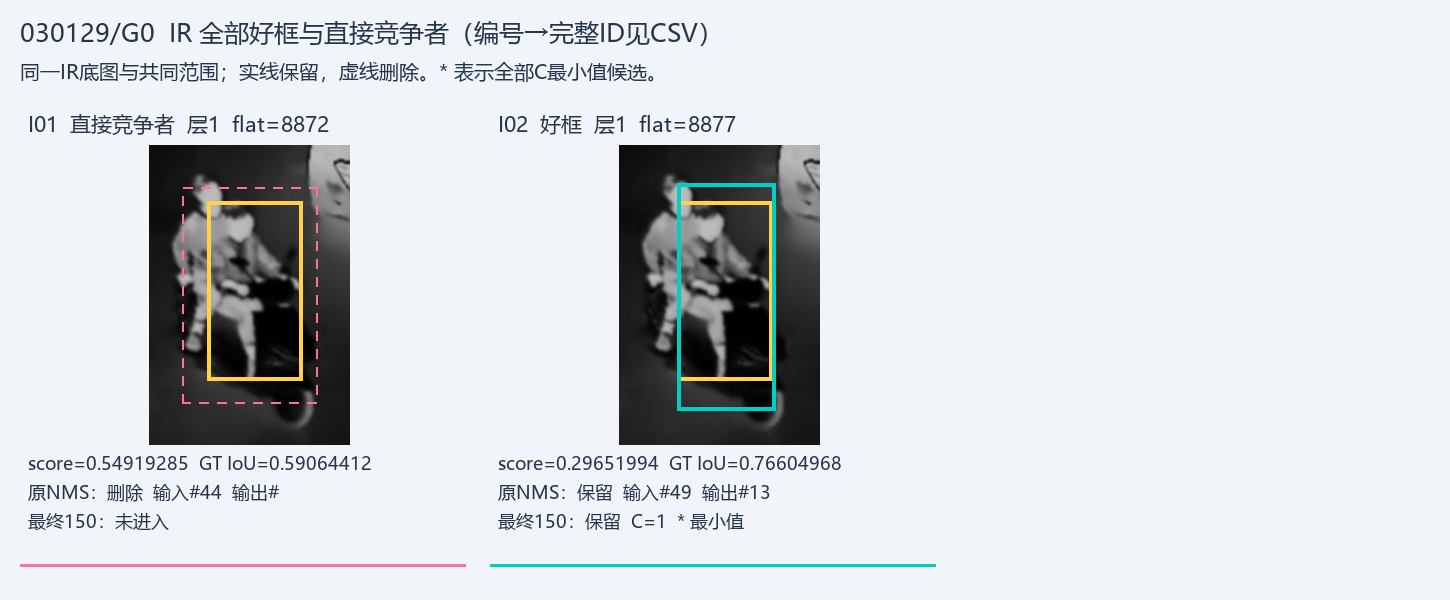 030129/G0 IR 全部好框与直接竞争者（编号→完整ID见CSV）
同一IR底图与共同范围；实线保留，虚线删除。* 表示全部C最小值候选。
I01 直接竞争者 层1 flat=8872
I02 好框 层1 flat=8877
score=0.54919285 GT IoU=0.59064412
原NMS：删除 输入#44 输出#
最终150：未进入
score=0.29651994 GT IoU=0.76604968
原NMS：保留 输入#49 输出#13
最终150：保留 C=1 * 最小值